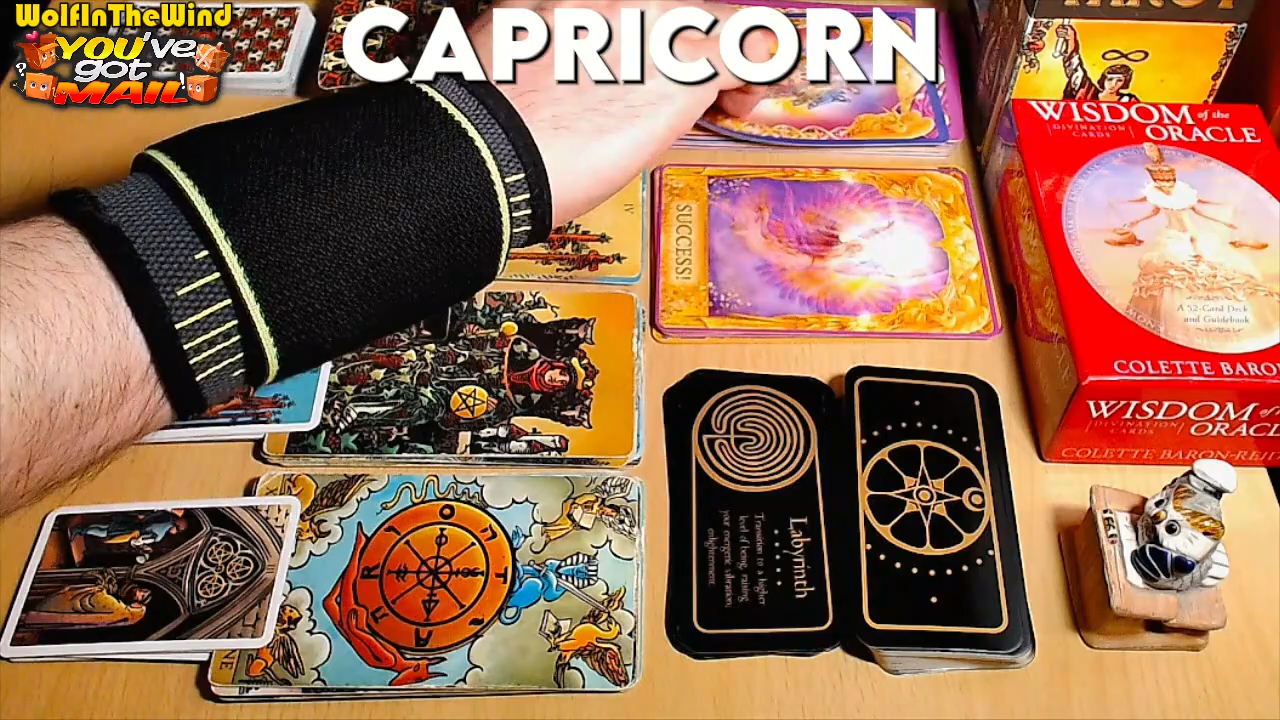 WolfInTheWind
YOU'VE
got
MAIL
CAPRICORN
TAROT
WISDOM of the
DIVINATION
CARDS
ORACLE
A 52-Card Deck
and Guidebook
COLETTE BARON
WISDOM of
DIVINATION
CARDS
ORACLE
COLETTE BARON-REID
SUCCESS!
IV
Labyrinth
Transition to a higher
level of being, raising
your energetic vibration,
enlightenment.
T
A
R
O